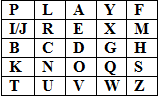 P L A Y F
I/J R E X M
B C D G H
K N O Q S
T U V W Z